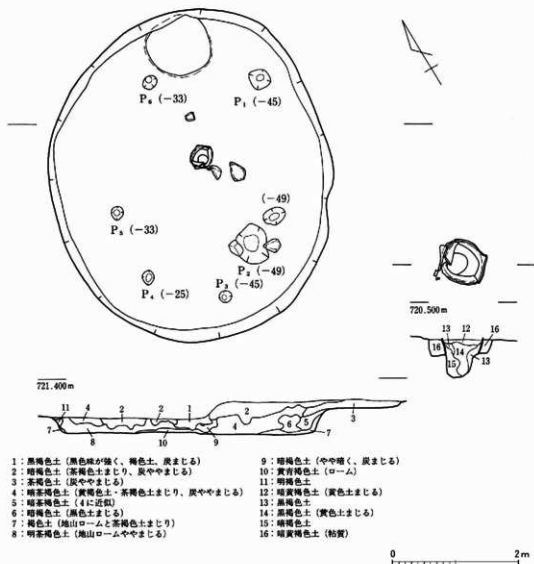 P₆ (-33)
P₁ (-45)
(-49)
P₅ (-33)
P₂ (-49)
P₄ (-25)
P₃ (-45)
720.500m
13 12 16
16 14 13
15
721.400m
11 4 2 2 1 2 3
7 8 10 9 4 6 5 7
1：黒褐色土（黒色味が強く、褐色土、炭まじる）
2：暗褐色土（茶褐色土まじり、炭ややまじる）
3：茶褐色土（炭ややまじる）
4：暗茶褐色土（黄褐色土・茶褐色土まじり、炭ややまじる）
5：暗茶褐色土（4に近似）
6：暗褐色土（黒色土まじる）
7：褐色土（地山ロームと茶褐色土まじり）
8：明茶褐色土（地山ロームややまじる）
9：暗褐色土（やや暗く、炭まじる）
10：黄青褐色土（ローム）
11：明褐色土
12：暗黄褐色土（黄色土まじる）
13：黒褐色土
14：黒褐色土（黄色土まじる）
15：暗褐色土
16：暗黄褐色土（粘質）
0 2m